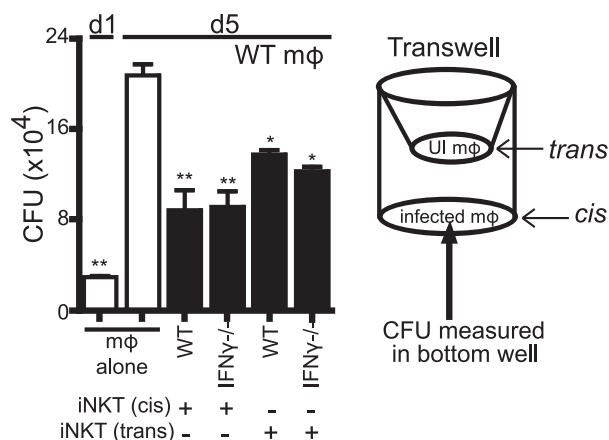 d1 d5
WT mϕ
24
16
8
0
CFU (x10⁴)
** ** ** * *
mϕ
alone
WT
IFNγ-/-
WT
IFNγ-/-
iNKT (cis) + + - -
iNKT (trans) - - + +
Transwell
UI mϕ
trans
infected mϕ
cis
CFU measured
in bottom well